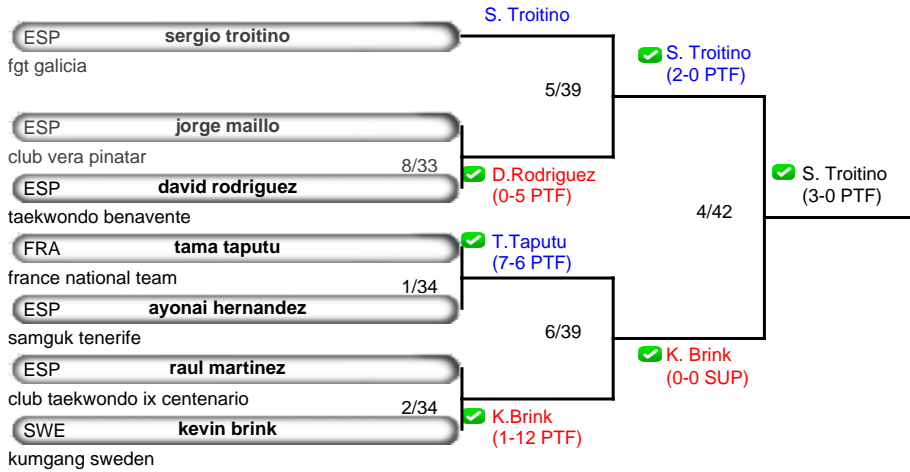 S. Troitino
ESP sergio troitino
fgt galicia
S. Troitino
(2-0 PTF)
5/39
ESP jorge maillo
club vera pinatar
8/33
D.Rodriguez
(0-5 PTF)
ESP david rodriguez
taekwondo benavente
S. Troitino
(3-0 PTF)
4/42
FRA tama taputu
france national team
T.Taputu
(7-6 PTF)
1/34
ESP ayonai hernandez
samguk tenerife
6/39
K. Brink
(0-0 SUP)
ESP raul martinez
club taekwondo ix centenario
2/34
K.Brink
(1-12 PTF)
SWE kevin brink
kumgang sweden